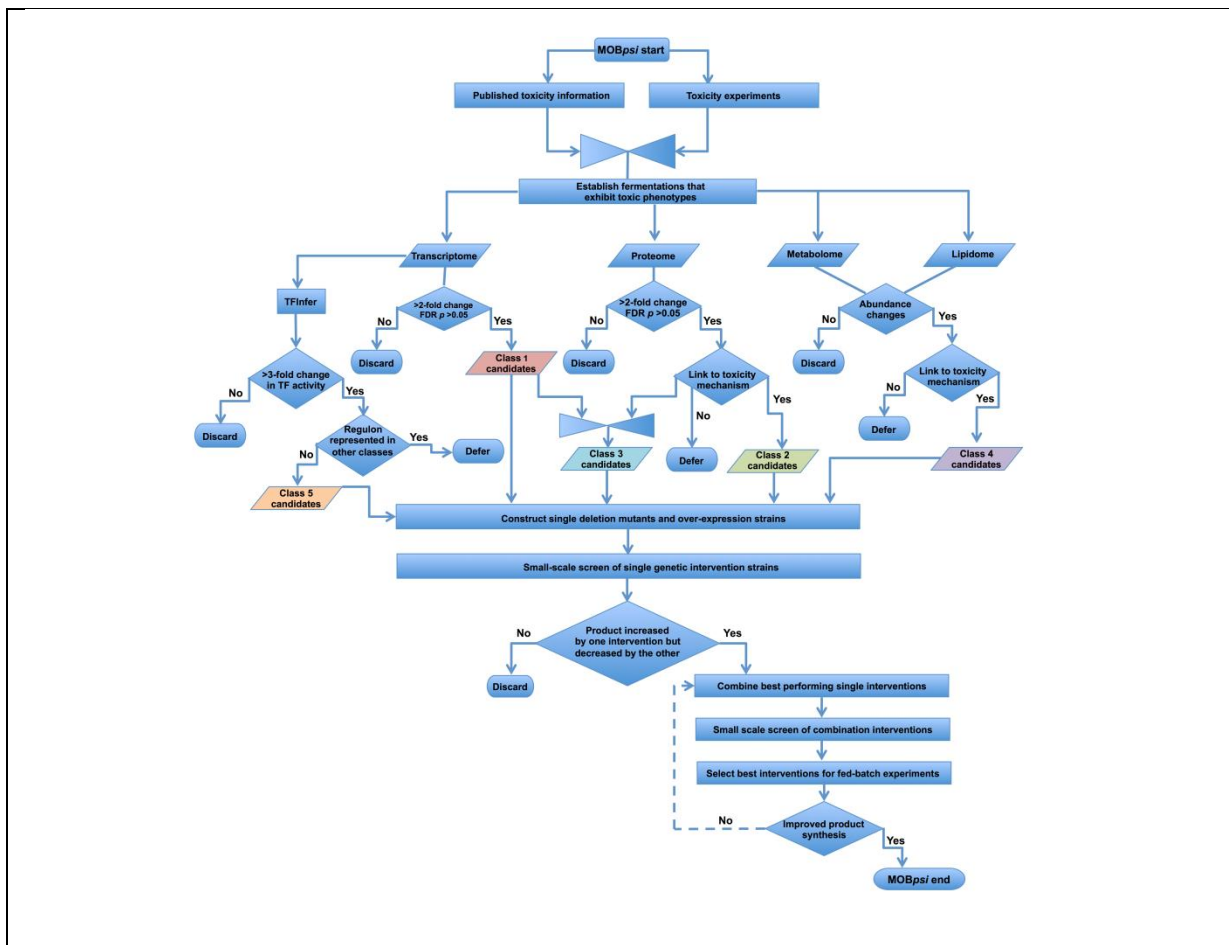 MOBpsi start
Published toxicity information
Toxicity experiments
Establish fermentations that
exhibit toxic phenotypes
Transcriptome
Proteome
Metabolome
Lipidome
TFInfer
>2-fold change
FDR p >0.05
No
Yes
Discard
>2-fold change
FDR p >0.05
No
Yes
Discard
Abundance
changes
No
Yes
Discard
Class 1
candidates
>3-fold change
in TF activity
No
Yes
Discard
Link to toxicity
mechanism
No
Yes
Defer
Link to toxicity
mechanism
No
Yes
Defer
Regulon
represented in
other classes
No
Yes
Defer
Class 3
candidates
Class 2
candidates
Class 4
candidates
Class 5
candidates
Construct single deletion mutants and over-expression strains
Small-scale screen of single genetic intervention strains
Product increased
by one intervention but
decreased by the other
No
Yes
Discard
Combine best performing single interventions
Small scale screen of combination interventions
Select best interventions for fed-batch experiments
Improved product
synthesis
No
Yes
MOBpsi end